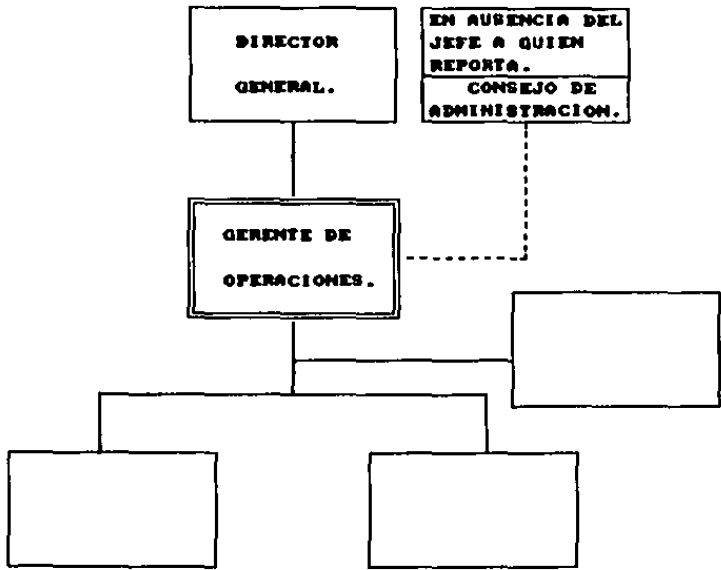 DIRECTOR
GENERAL.
EN AUSENCIA DEL
JEFE A QUIEN
REPORTA.
CONSEJO DE
ADMINISTRACION.
GERENTE DE
OPERACIONES.